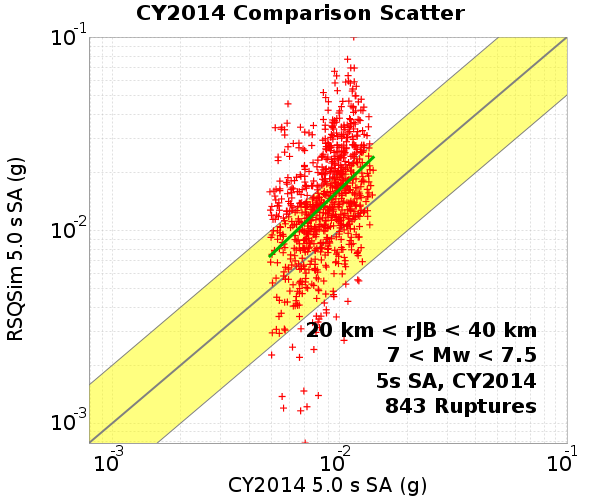 CY2014 Comparison Scatter
10-1
10-2
10-3
RSQSim 5.0 s SA (g)
20 km < rJB < 40 km
7 < Mw < 7.5
5s SA, CY2014
843 Ruptures
10-3 10-2 10-1
CY2014 5.0 s SA (g)